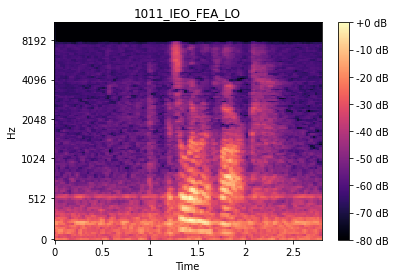 1011_IEO_FEA_LO
8192
4096
2048
1024
512
0
Hz
0
0.5
1
1.5
2
2.5
Time
+0 dB
-10 dB
-20 dB
-30 dB
-40 dB
-50 dB
-60 dB
-70 dB
-80 dB